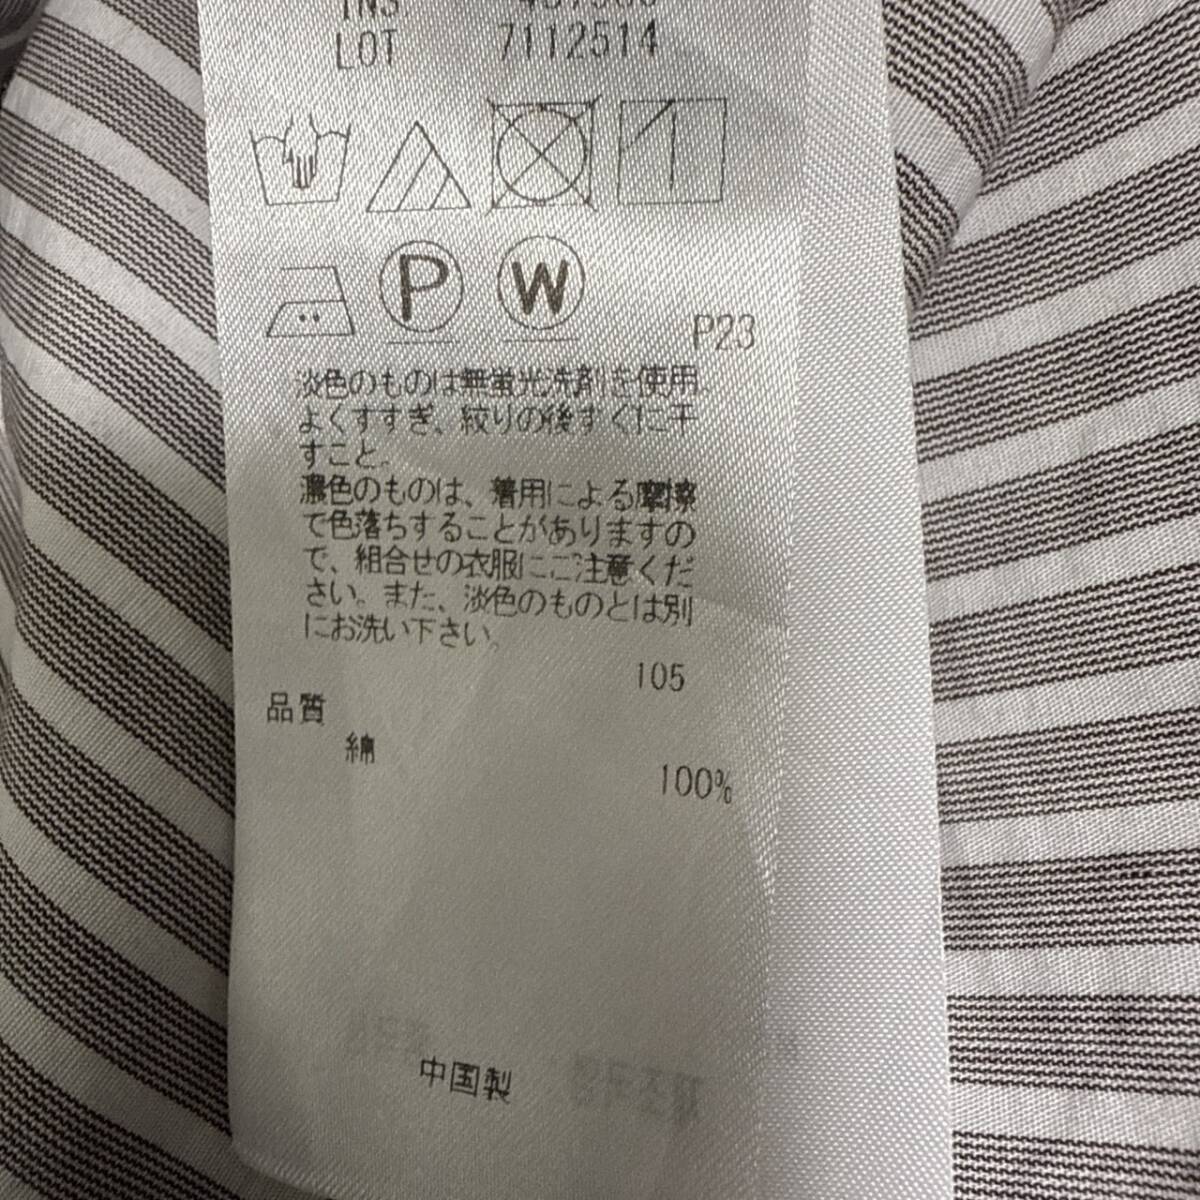 INS
LOT 7112514
P W
P23
淡色のものは無蛍光洗剤を使用
よくすすぎ、絞りの後すぐに干
すこと。
濃色のものは、着用による摩擦
で色落ちすることがありますの
で、組合せの衣服にご注意くだ
さい。また、淡色のものとは別
にお洗い下さい。
105
品質
綿
100%
中国製